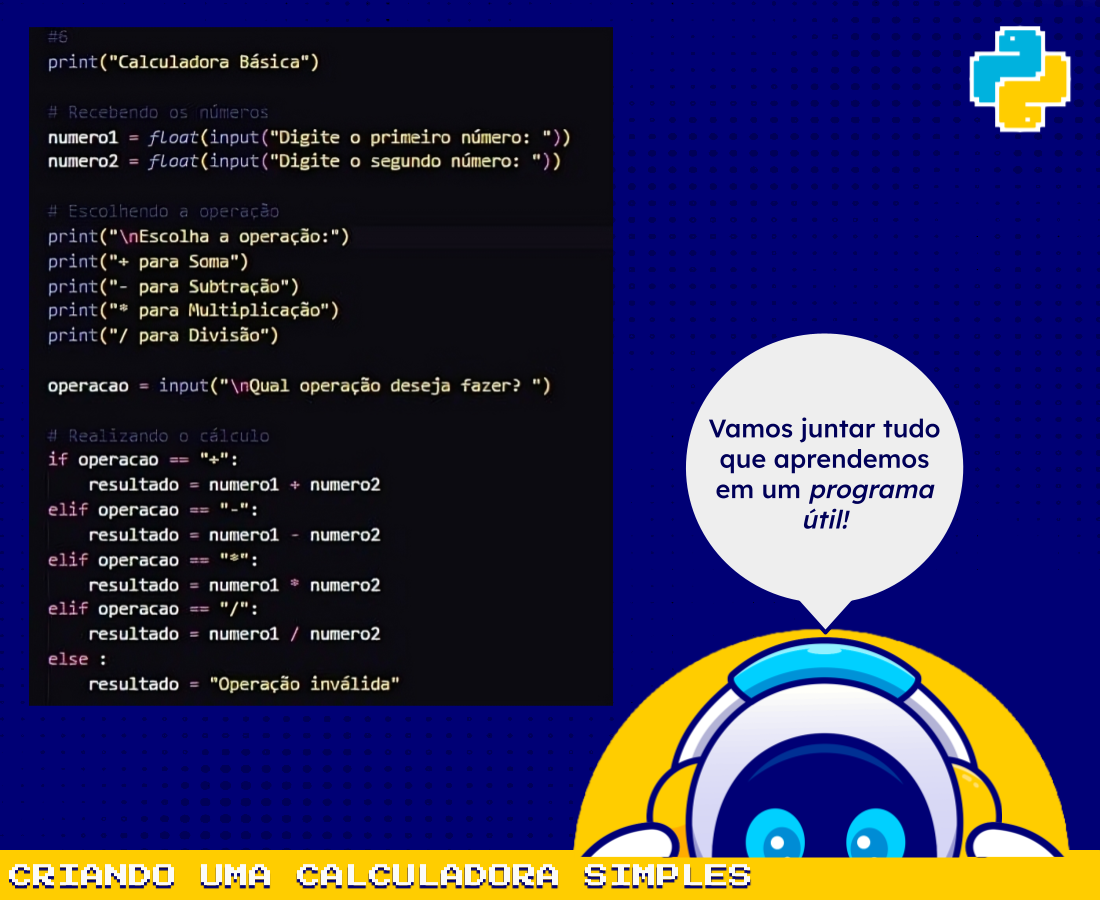 #6
print("Calculadora Básica")
# Recebendo os números
numero1 = float(input("Digite o primeiro número: "))
numero2 = float(input("Digite o segundo número: "))
# Escolhendo a operação
print("\nEscolha a operação:")
print("+ para Soma")
print("- para Subtração")
print("* para Multiplicação")
print("/ para Divisão")
operacao = input("\nQual operação deseja fazer? ")
# Realizando o cálculo
if operacao == "+":
    resultado = numero1 + numero2
elif operacao == "-":
    resultado = numero1 - numero2
elif operacao == "*":
    resultado = numero1 * numero2
elif operacao == "/":
    resultado = numero1 / numero2
else :
    resultado = "Operação inválida"
Vamos juntar tudo
que aprendemos
em um programa
útil!
CRIANDO UMA CALCULADORA SIMPLES